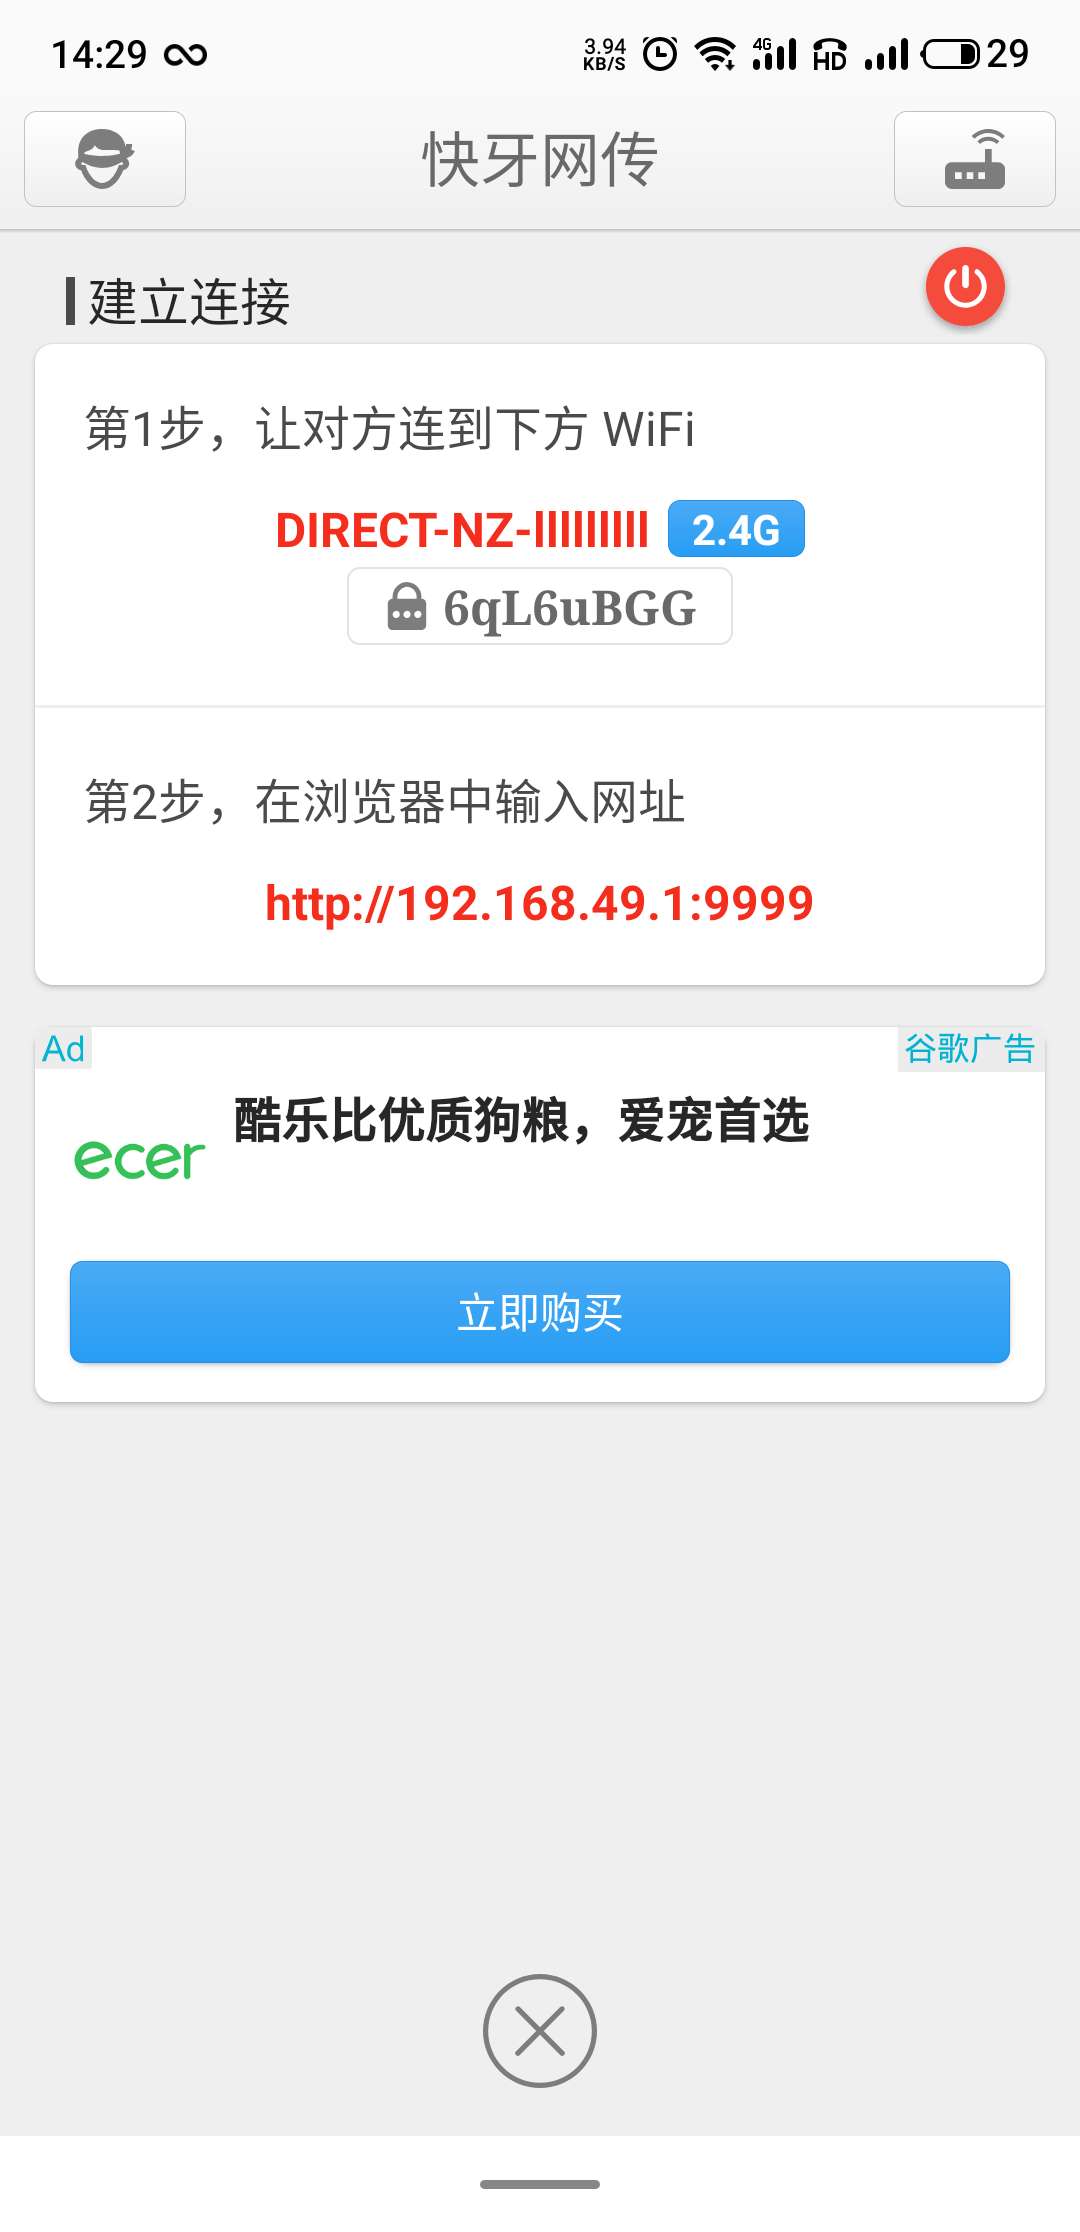 14:29 3.94 KB/S 4G HD 29
快牙网传
建立连接
第1步，让对方连到下方 WiFi
DIRECT-NZ-lllllllll 2.4G
6qL6uBGG
第2步，在浏览器中输入网址
http://192.168.49.1:9999
Ad 谷歌广告
酷乐比优质狗粮，爱宠首选
ecer
立即购买